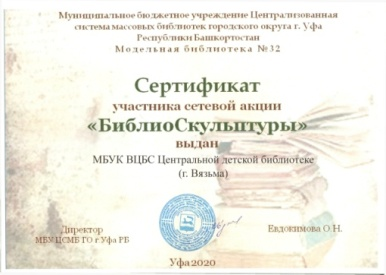 Муниципальное бюджетное учреждение Централизованная
система массовых библиотек городского округа г. Уфа
Республики Башкортостан
Модельная библиотека №32
Сертификат
участника сетевой акции
«БиблиоСкульптуры»
выдан
МБУК ВЦБС Центральной детской библиотеке
(г. Вязьма)
Директор
МБУ ЦСМБ ГО г Уфа РБ
Евдокимова О Н.
Уфа 2020